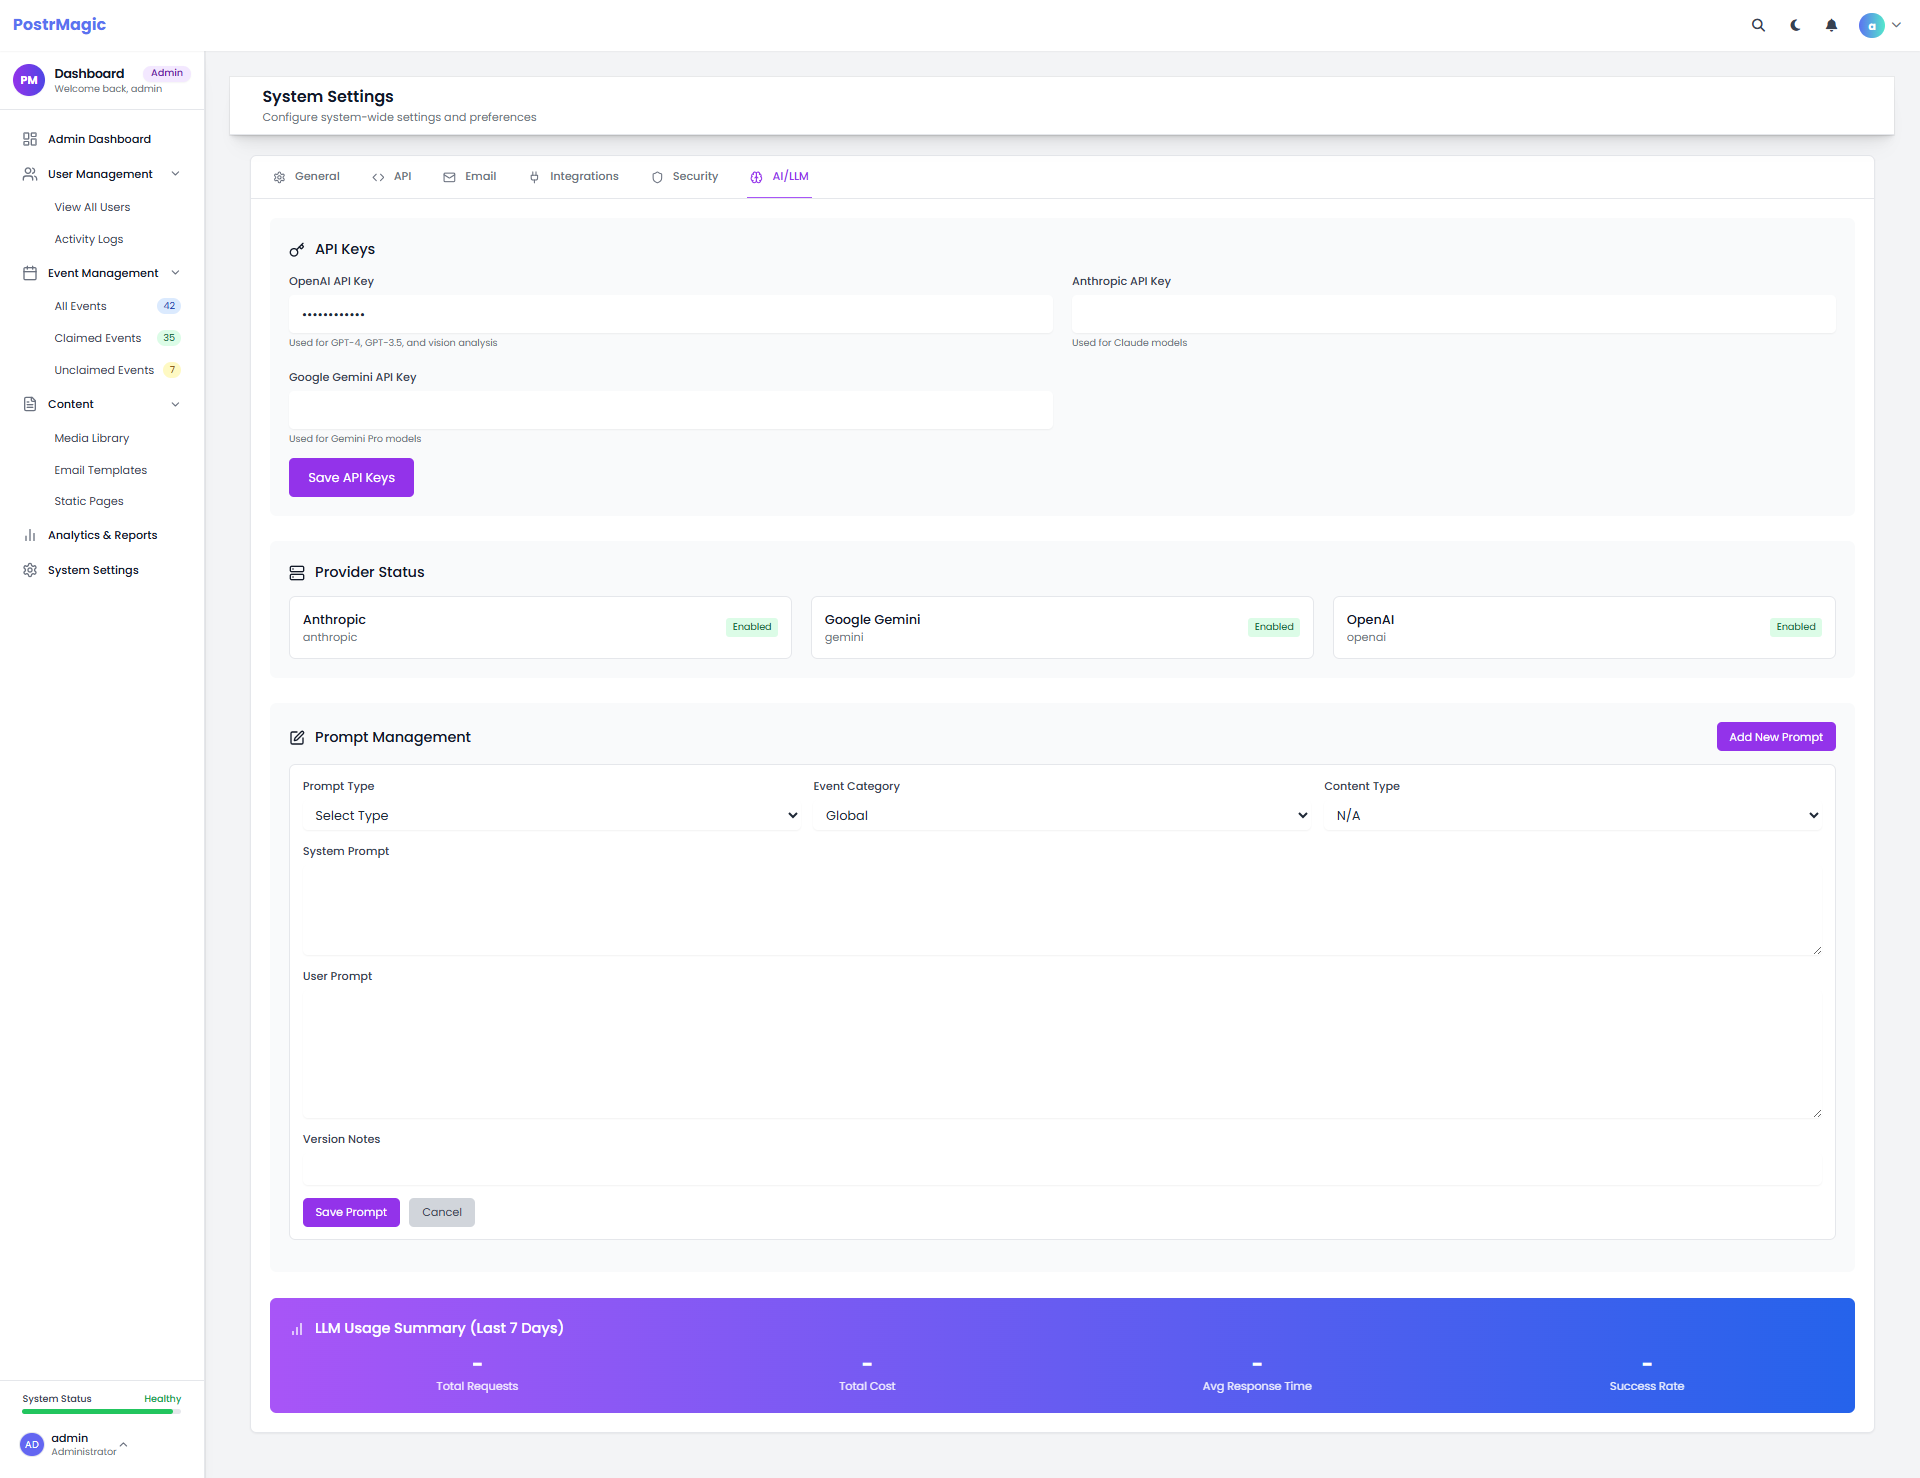 PostrMagic
a
PM
Dashboard
Admin
Welcome back, admin
Admin Dashboard
User Management
View All Users
Activity Logs
Event Management
All Events 42
Claimed Events 35
Unclaimed Events 7
Content
Media Library
Email Templates
Static Pages
Analytics & Reports
System Settings
System Status Healthy
AD
admin
Administrator
System Settings
Configure system-wide settings and preferences
General API Email Integrations Security AI/LLM
API Keys
OpenAI API Key
••••••••••••
Used for GPT-4, GPT-3.5, and vision analysis
Anthropic API Key
Used for Claude models
Google Gemini API Key
Used for Gemini Pro models
Save API Keys
Provider Status
Anthropic
anthropic
Enabled
Google Gemini
gemini
Enabled
OpenAI
openai
Enabled
Prompt Management
Add New Prompt
Prompt Type
Select Type
Event Category
Global
Content Type
N/A
System Prompt
User Prompt
Version Notes
Save Prompt
Cancel
LLM Usage Summary (Last 7 Days)
-
Total Requests
-
Total Cost
-
Avg Response Time
-
Success Rate